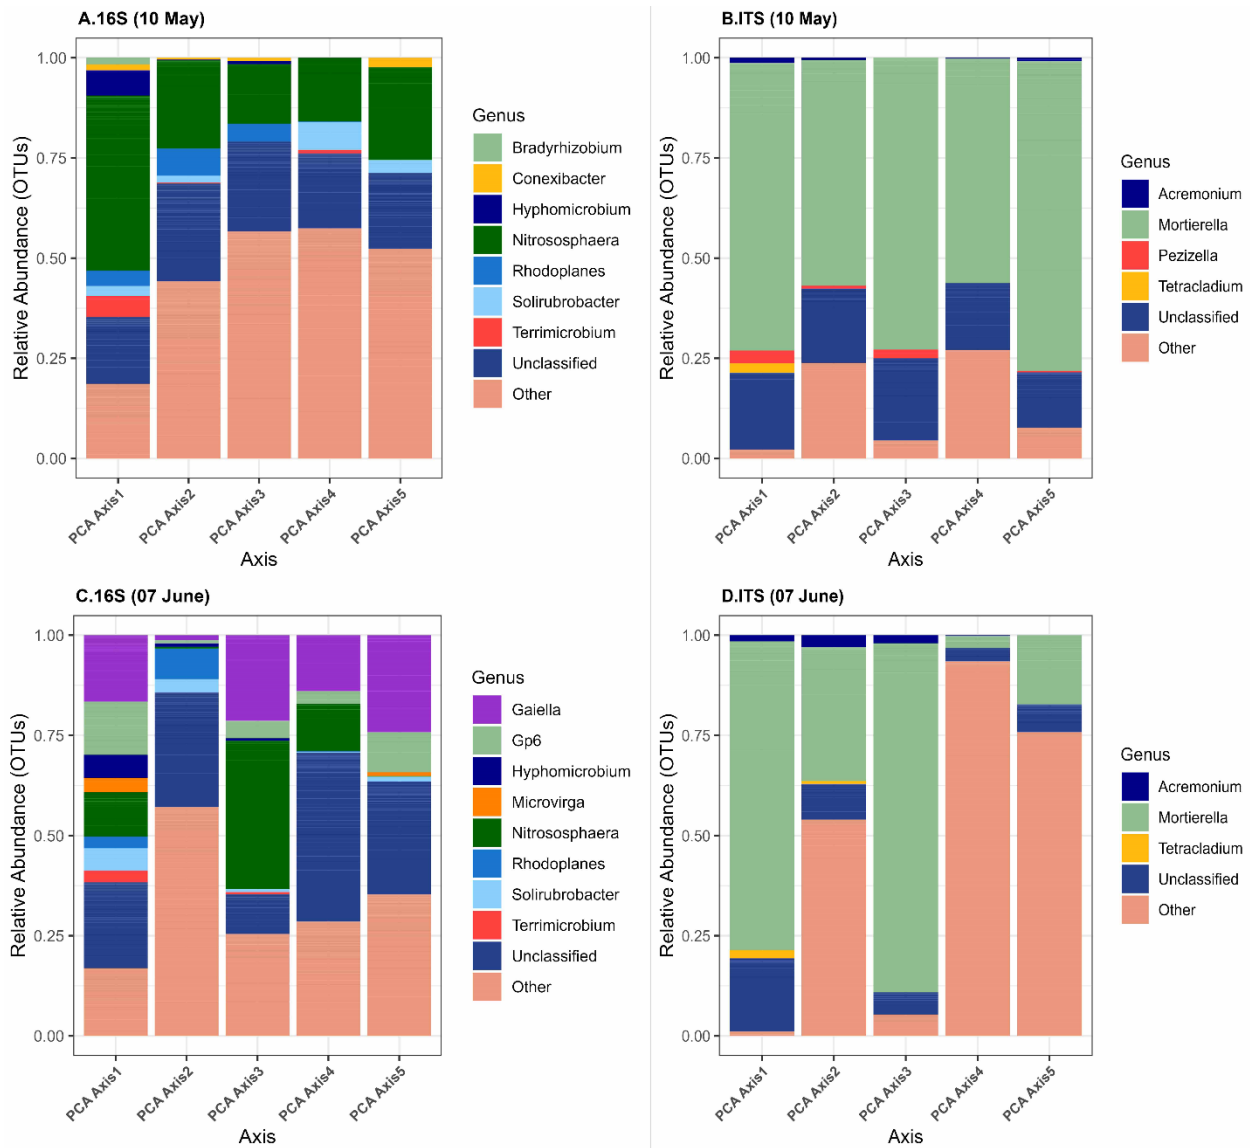 A.16S (10 May)
Relative Abundance (OTUs)
1.00
0.75
0.50
0.25
0.00
PCA Axis1
PCA Axis2
PCA Axis3
PCA Axis4
PCA Axis5
Axis
Genus
Bradyrhizobium
Conexibacter
Hyphomicrobium
Nitrososphaera
Rhodoplanes
Solirubrobacter
Terrimicrobium
Unclassified
Other
B.ITS (10 May)
Relative Abundance (OTUs)
1.00
0.75
0.50
0.25
0.00
PCA Axis1
PCA Axis2
PCA Axis3
PCA Axis4
PCA Axis5
Axis
Genus
Acremonium
Mortierella
Pezizella
Tetracladium
Unclassified
Other
C.16S (07 June)
Relative Abundance (OTUs)
1.00
0.75
0.50
0.25
0.00
PCA Axis1
PCA Axis2
PCA Axis3
PCA Axis4
PCA Axis5
Axis
Genus
Gaiella
Gp6
Hyphomicrobium
Microvirga
Nitrososphaera
Rhodoplanes
Solirubrobacter
Terrimicrobium
Unclassified
Other
D.ITS (07 June)
Relative Abundance (OTUs)
1.00
0.75
0.50
0.25
0.00
PCA Axis1
PCA Axis2
PCA Axis3
PCA Axis4
PCA Axis5
Axis
Genus
Acremonium
Mortierella
Tetracladium
Unclassified
Other